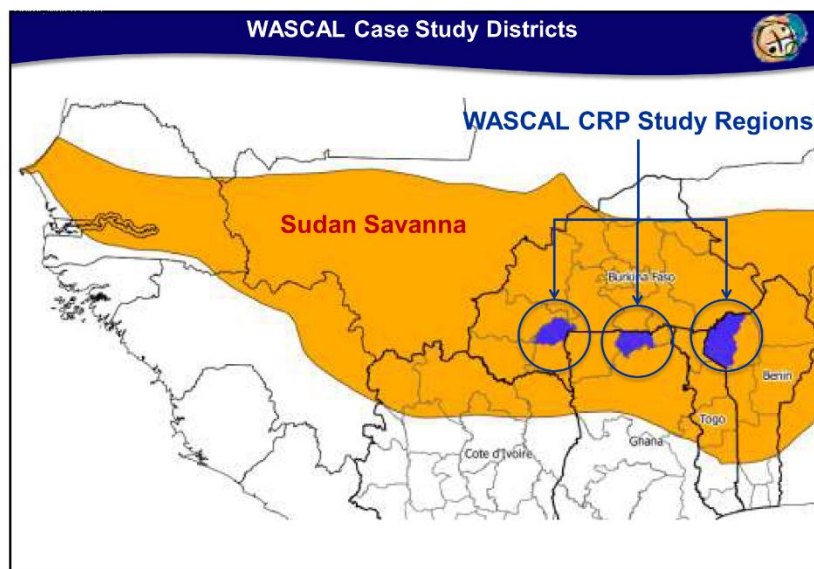 WASCAL Case Study Districts
WASCAL CRP Study Regions
Sudan Savanna
Burkina Faso
Benin
Togo
Ghana
Cote d'Ivoire